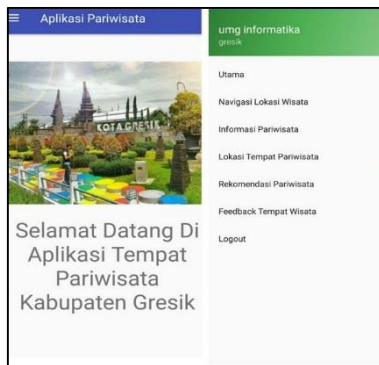 Aplikasi Pariwisata
KOTA GRESIK
Selamat Datang Di
Aplikasi Tempat
Pariwisata
Kabupaten Gresik
umg informatika
gresik
Utama
Navigasi Lokasi Wisata
Informasi Pariwisata
Lokasi Tempat Pariwisata
Rekomendasi Pariwisata
Feedback Tempat Wisata
Logout